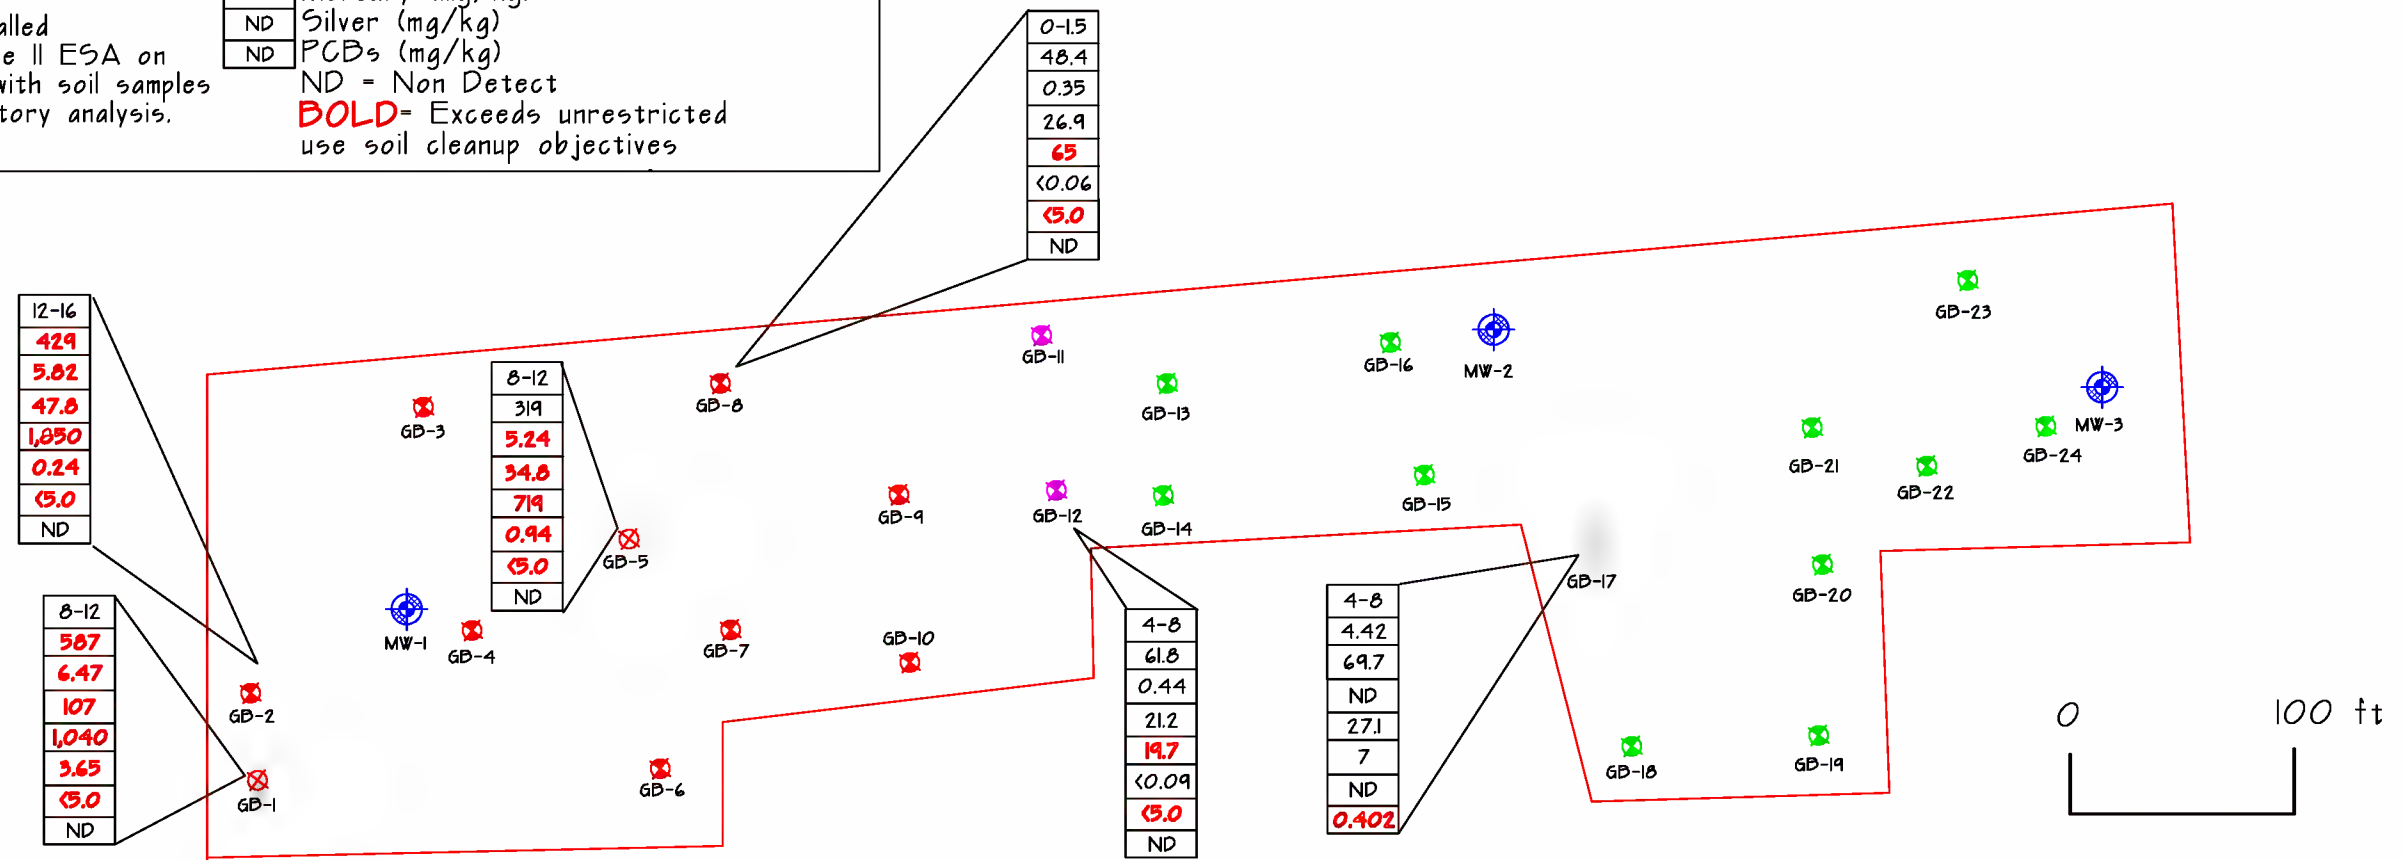 alled
e II ESA on
with soil samples
tory analysis.
ND Silver (mg/kg)
ND PCBs (mg/kg)
ND = Non Detect
BOLD= Exceeds unrestricted
use soil cleanup objectives
0-1.5
48.4
0.35
26.9
65
<0.06
<5.0
ND
12-16
429
5.82
47.8
1,850
0.24
<5.0
ND
8-12
587
6.47
107
1,040
3.65
<5.0
ND
8-12
319
5.24
34.8
719
0.94
<5.0
ND
4-8
61.8
0.44
21.2
19.7
<0.09
<5.0
ND
4-8
4.42
69.7
ND
27.1
7
ND
0.402
GB-1
GB-2
GB-3
MW-1
GB-4
GB-5
GB-6
GB-7
GB-8
GB-9
GB-10
GB-11
GB-12
GB-13
GB-14
GB-15
GB-16
MW-2
GB-17
GB-18
GB-19
GB-20
GB-21
GB-22
GB-23
GB-24
MW-3
0 100 ft